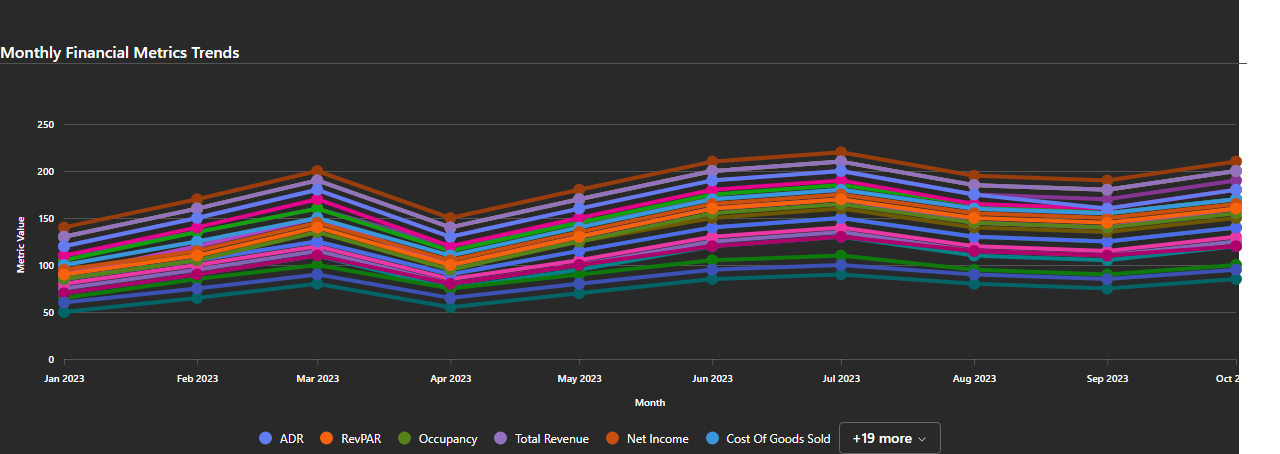 Monthly Financial Metrics Trends
250
200
150
100
50
0
Metric Value
Jan 2023 Feb 2023 Mar 2023 Apr 2023 May 2023 Jun 2023 Jul 2023 Aug 2023 Sep 2023 Oct 2
Month
ADR RevPAR Occupancy Total Revenue Net Income Cost Of Goods Sold +19 more